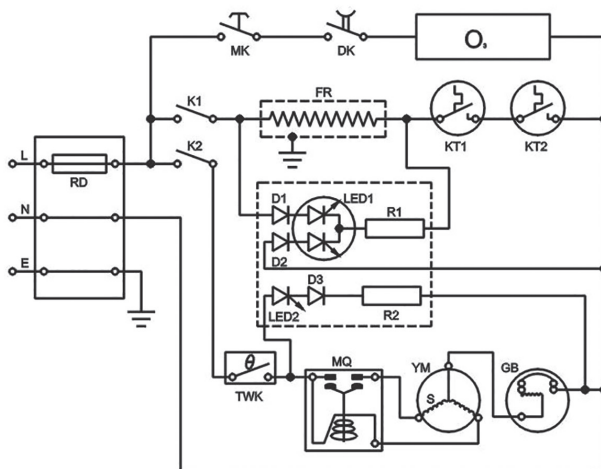 MK
DK
O₃
K1
FR
KT1
KT2
K2
L
RD
D1
LED1
R1
N
D2
D3
E
LED2
R2
θ
TWK
MQ
YM
S
GB